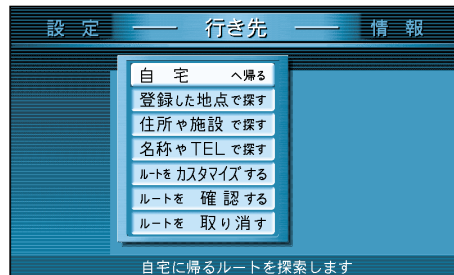 設 定 行き先 情 報
自 宅 へ帰る
登録した地点で探す
住所や施設で探す
名称やTELで探す
ルートをカスタマイズする
ルートを 確認する
ルートを 取り消す
自宅に帰るルートを探索します